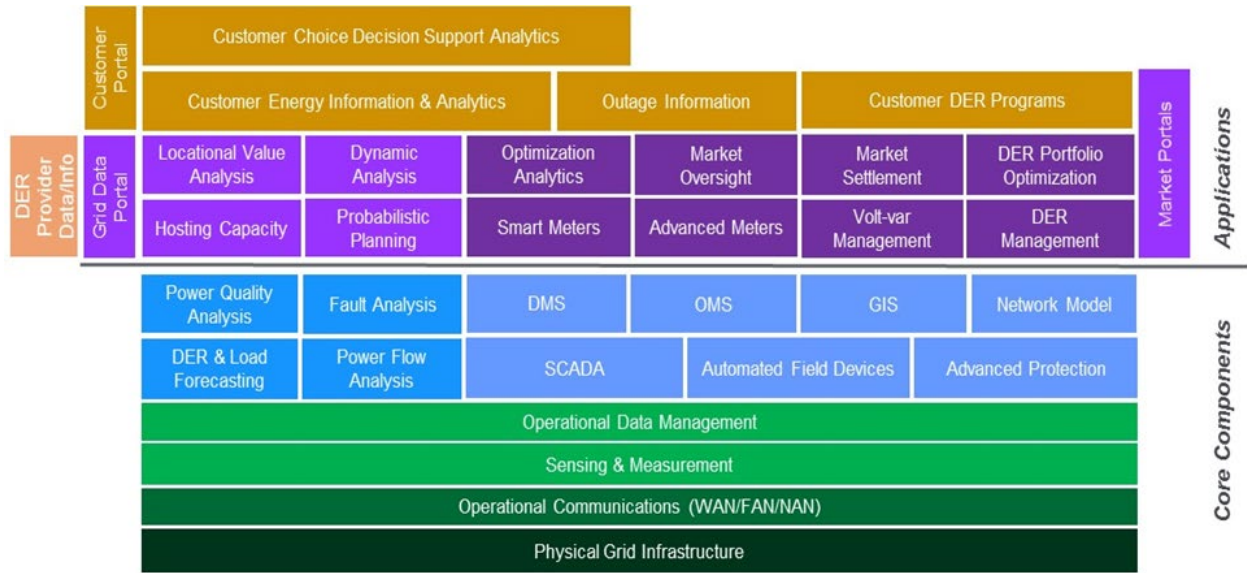 Customer Portal
Customer Choice Decision Support Analytics
Customer Energy Information & Analytics
Outage Information
Customer DER Programs
DER
Provider
Data/Info
Grid Data
Portal
Locational Value
Analysis
Dynamic
Analysis
Optimization
Analytics
Market
Oversight
Market
Settlement
DER Portfolio
Optimization
Hosting Capacity
Probabilistic
Planning
Smart Meters
Advanced Meters
Volt-var
Management
DER
Management
Market Portals
Applications
Power Quality
Analysis
Fault Analysis
DMS
OMS
GIS
Network Model
DER & Load
Forecasting
Power Flow
Analysis
SCADA
Automated Field Devices
Advanced Protection
Operational Data Management
Sensing & Measurement
Operational Communications (WAN/FAN/NAN)
Physical Grid Infrastructure
Core Components